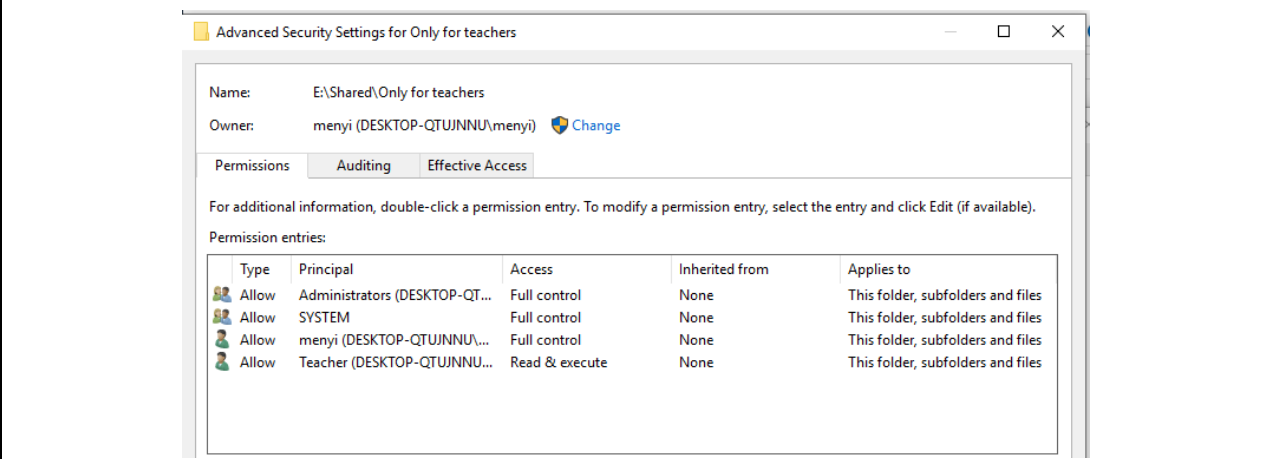 Advanced Security Settings for Only for teachers
Name: E:\Shared\Only for teachers
Owner: menyi (DESKTOP-QTUJNNU\menyi) Change
Permissions Auditing Effective Access
For additional information, double-click a permission entry. To modify a permission entry, select the entry and click Edit (if available).
Permission entries:
Type Principal Access Inherited from Applies to
Allow Administrators (DESKTOP-QT... Full control None This folder, subfolders and files
Allow SYSTEM Full control None This folder, subfolders and files
Allow menyi (DESKTOP-QTUJNNU\... Full control None This folder, subfolders and files
Allow Teacher (DESKTOP-QTUJNNU... Read & execute None This folder, subfolders and files